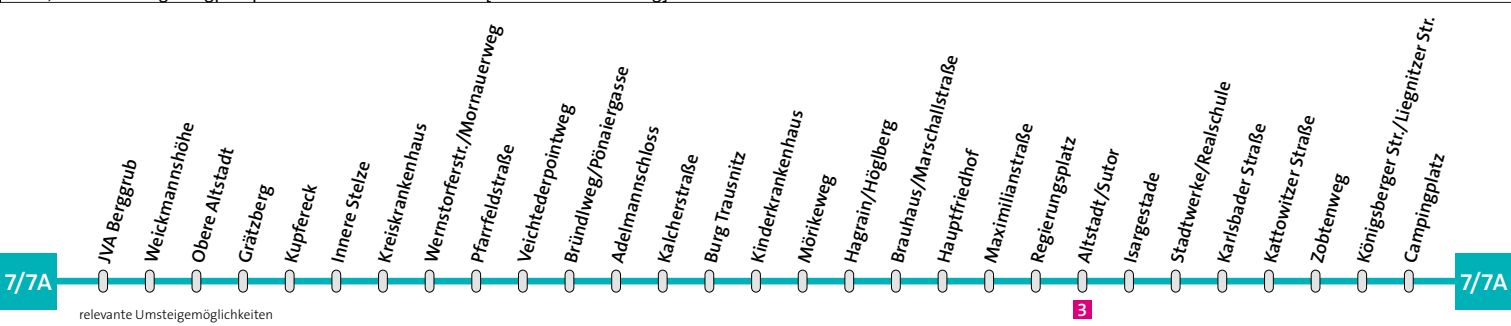 JVA Berggrub
Weickmannshöhe
Obere Altstadt
Grätzberg
Kupfereck
Innere Stelze
Kreiskrankenhaus
Wernstorferstr./Mornauerweg
Pfarrfeldstraße
Veichtederpointweg
Bründlweg/Pönaiergasse
Adelmannschloss
Kalcherstraße
Burg Trausnitz
Kinderkrankenhaus
Mörikeweg
Hagrain/Höglberg
Brauhaus/Marschallstraße
Hauptfriedhof
Maximilianstraße
Regierungsplatz
Altstadt/Sutor
Isargestade
Stadtwerke/Realschule
Karlsbader Straße
Kattowitzer Straße
Zobtenweg
Königsberger Str./Liegnitzer Str.
Campingplatz
7/7A
7/7A
3
relevante Umsteigemöglichkeiten